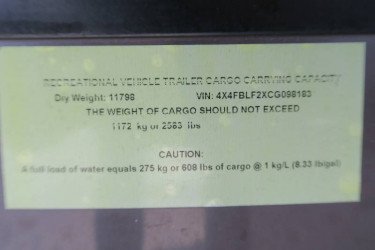 RECREATIONAL VEHICLE TRAILER CARGO CARRYING CAPACITY
Dry Weight: 11798 VIN: 4X4FBLF2XCG098183
THE WEIGHT OF CARGO SHOULD NOT EXCEED
1172 kg or 2583 lbs
CAUTION:
A full load of water equals 275 kg or 608 lbs of cargo @ 1 kg/L (8.33 lb/gal)